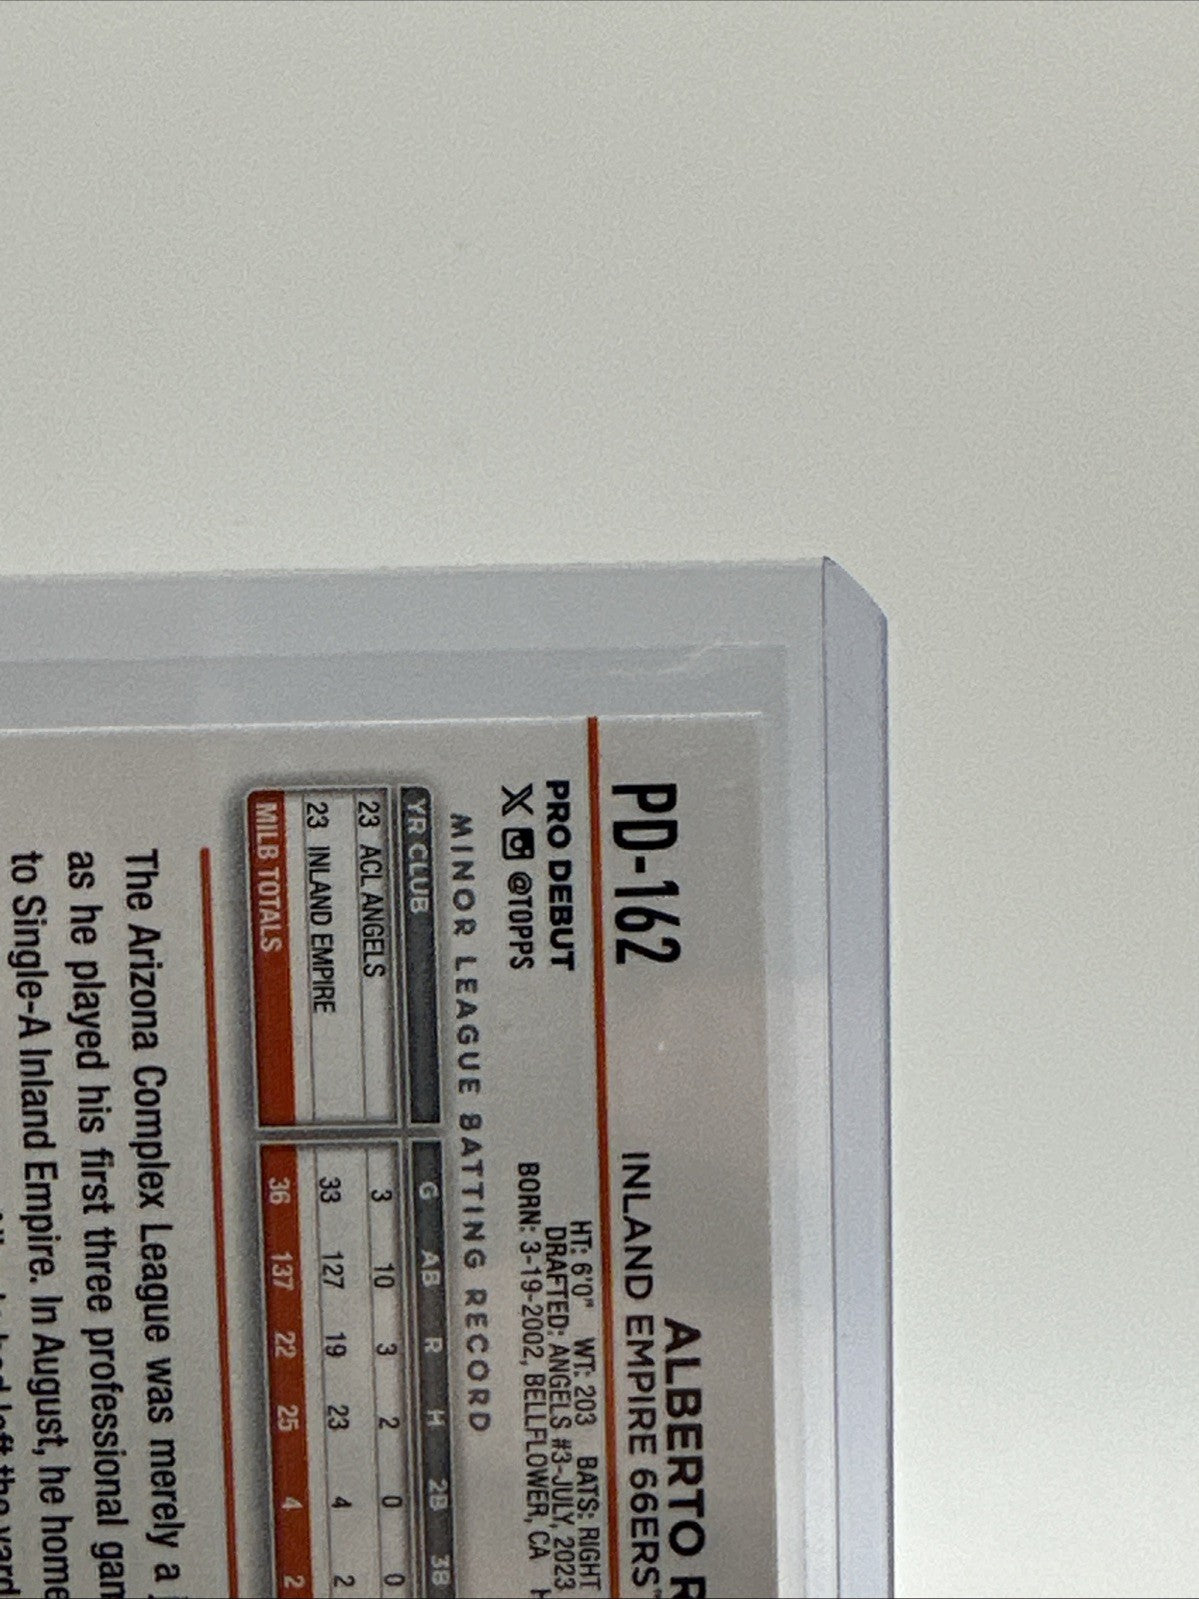 PD-162
ALBERTO
INLAND EMPIRE 66ERS™
PRO DEBUT
@TOPPS
HT: 6'0" WT: 203 BATS: RIGHT
DRAFTED: ANGELS #3-JULY, 2023
BORN: 3-19-2002, BELLFLOWER, CA
MINOR LEAGUE BATTING RECORD
YR CLUB G AB R H 2B 3B
23 ACL ANGELS 3 10 3 2 0 0
23 INLAND EMPIRE 33 127 19 23 4 2
MILB TOTALS 36 137 22 25 4 2
The Arizona Complex League was merely a
as he played his first three professional
to Single-A Inland Empire. In August, he